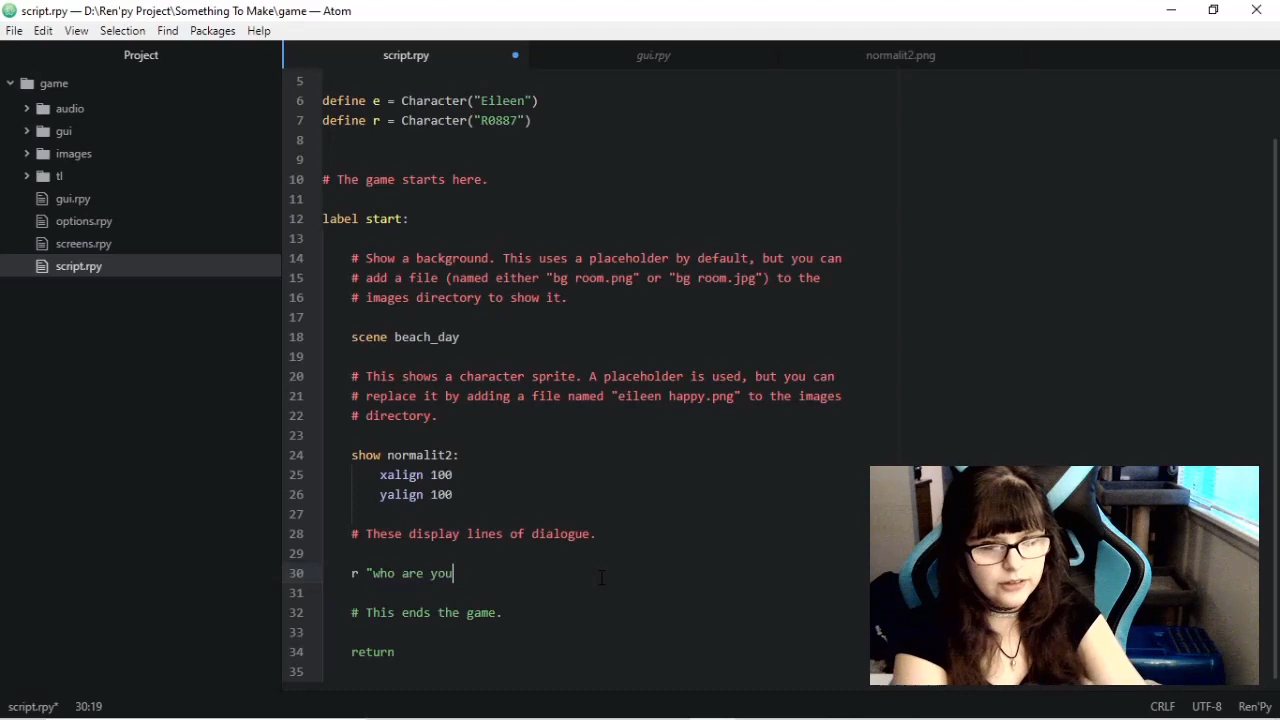 script.rpy — D:\Ren'py Project\Something To Make\game — Atom
File Edit View Selection Find Packages Help
Project
script.rpy
gui.rpy
normalit2.png
game
audio
gui
images
tl
gui.rpy
options.rpy
screens.rpy
script.rpy
5
6 define e = Character("Eileen")
7 define r = Character("R0887")
8
9
10 # The game starts here.
11
12 label start:
13
14 # Show a background. This uses a placeholder by default, but you can
15 # add a file (named either "bg room.png" or "bg room.jpg") to the
16 # images directory to show it.
17
18 scene beach_day
19
20 # This shows a character sprite. A placeholder is used, but you can
21 # replace it by adding a file named "eileen happy.png" to the images
22 # directory.
23
24 show normalit2:
25 xalign 100
26 yalign 100
27
28 # These display lines of dialogue.
29
30 r "who are you
31
32 # This ends the game.
33
34 return
35
script.rpy* 30:19 CRLF UTF-8 Ren'Py